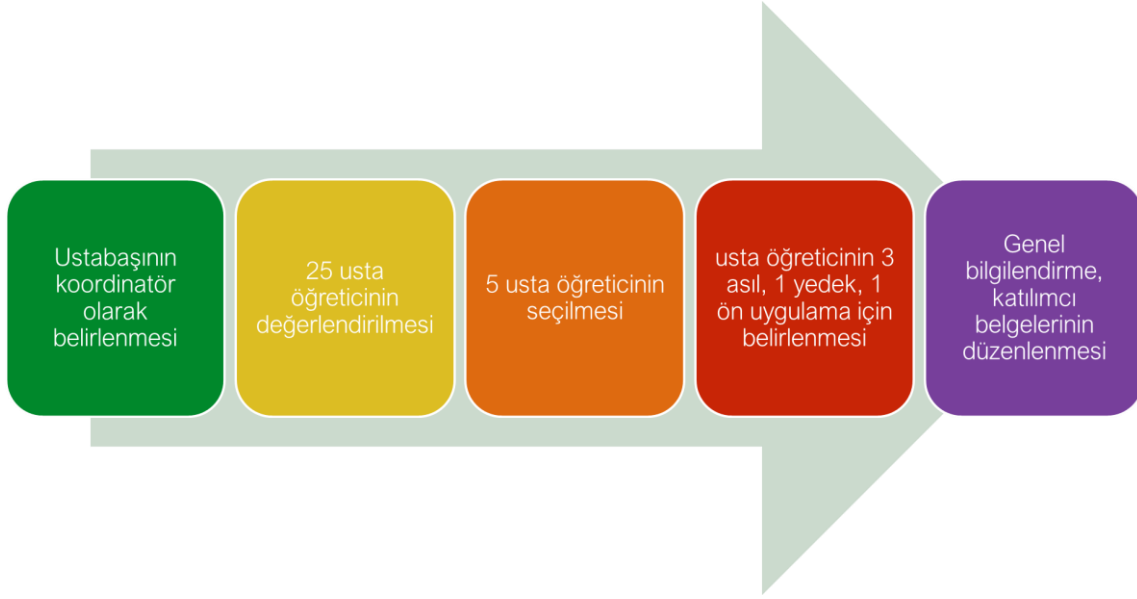 Ustabaşının
koordinatör
olarak
belirlenmesi
25 usta
öğreticinin
değerlendirilmesi
5 usta öğreticinin
seçilmesi
usta öğreticinin 3
asıl, 1 yedek, 1
ön uygulama için
belirlenmesi
Genel
bilgilendirme,
katılımcı
belgelerinin
düzenlenmesi